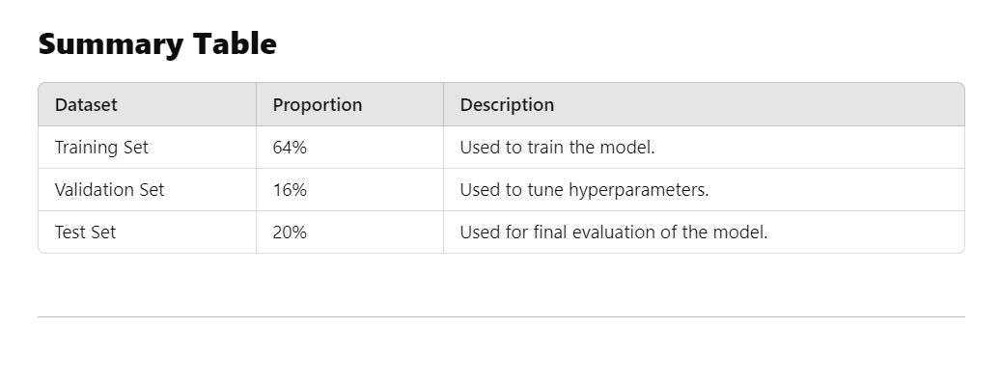 Summary Table
Dataset Proportion Description
Training Set 64% Used to train the model.
Validation Set 16% Used to tune hyperparameters.
Test Set 20% Used for final evaluation of the model.